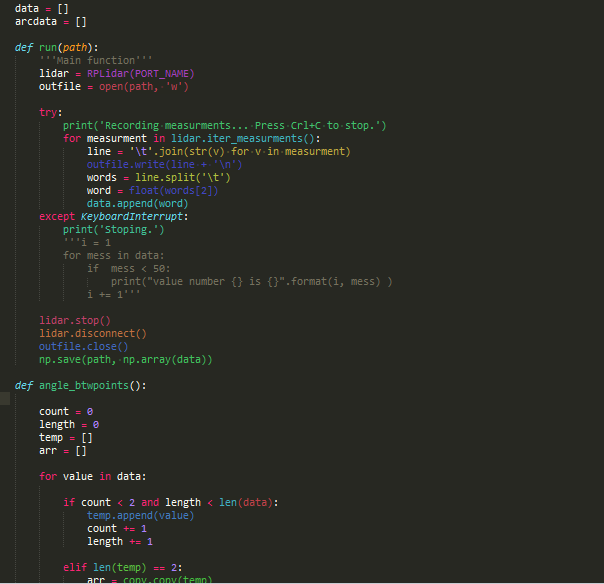 data = []
arcdata = []
def run(path):
'''Main function'''
lidar = RPLidar(PORT_NAME)
outfile = open(path, 'w')
try:
print('Recording measurments... Press Crl+C to stop.')
for measurment in lidar.iter_measurments():
line = '\t'.join(str(v) for v in measurment)
outfile.write(line + '\n')
words = line.split('\t')
word = float(words[2])
data.append(word)
except KeyboardInterrupt:
print('Stoping.')
'''i = 1
for mess in data:
if mess < 50:
print("value number {} is {}".format(i, mess) )
i += 1'''
lidar.stop()
lidar.disconnect()
outfile.close()
np.save(path, np.array(data))
def angle_btwpoints():
count = 0
length = 0
temp = []
arr = []
for value in data:
if count < 2 and length < len(data):
temp.append(value)
count += 1
length += 1
elif len(temp) == 2:
arr = conv.conv(temp)